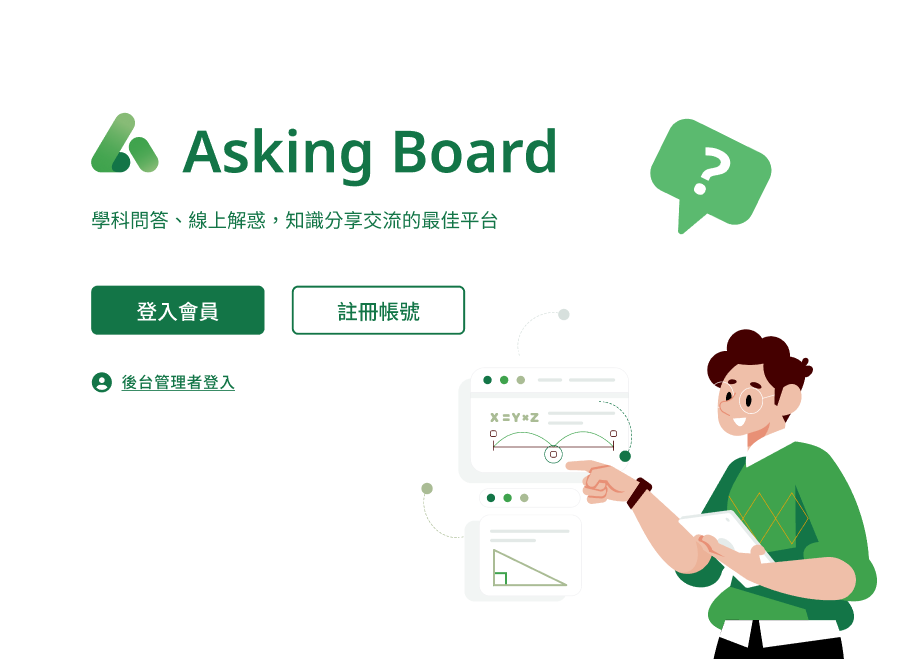 Asking Board
?
學科問答、線上解惑，知識分享交流的最佳平台
登入會員
註冊帳號
後台管理者登入
X=Y×Z